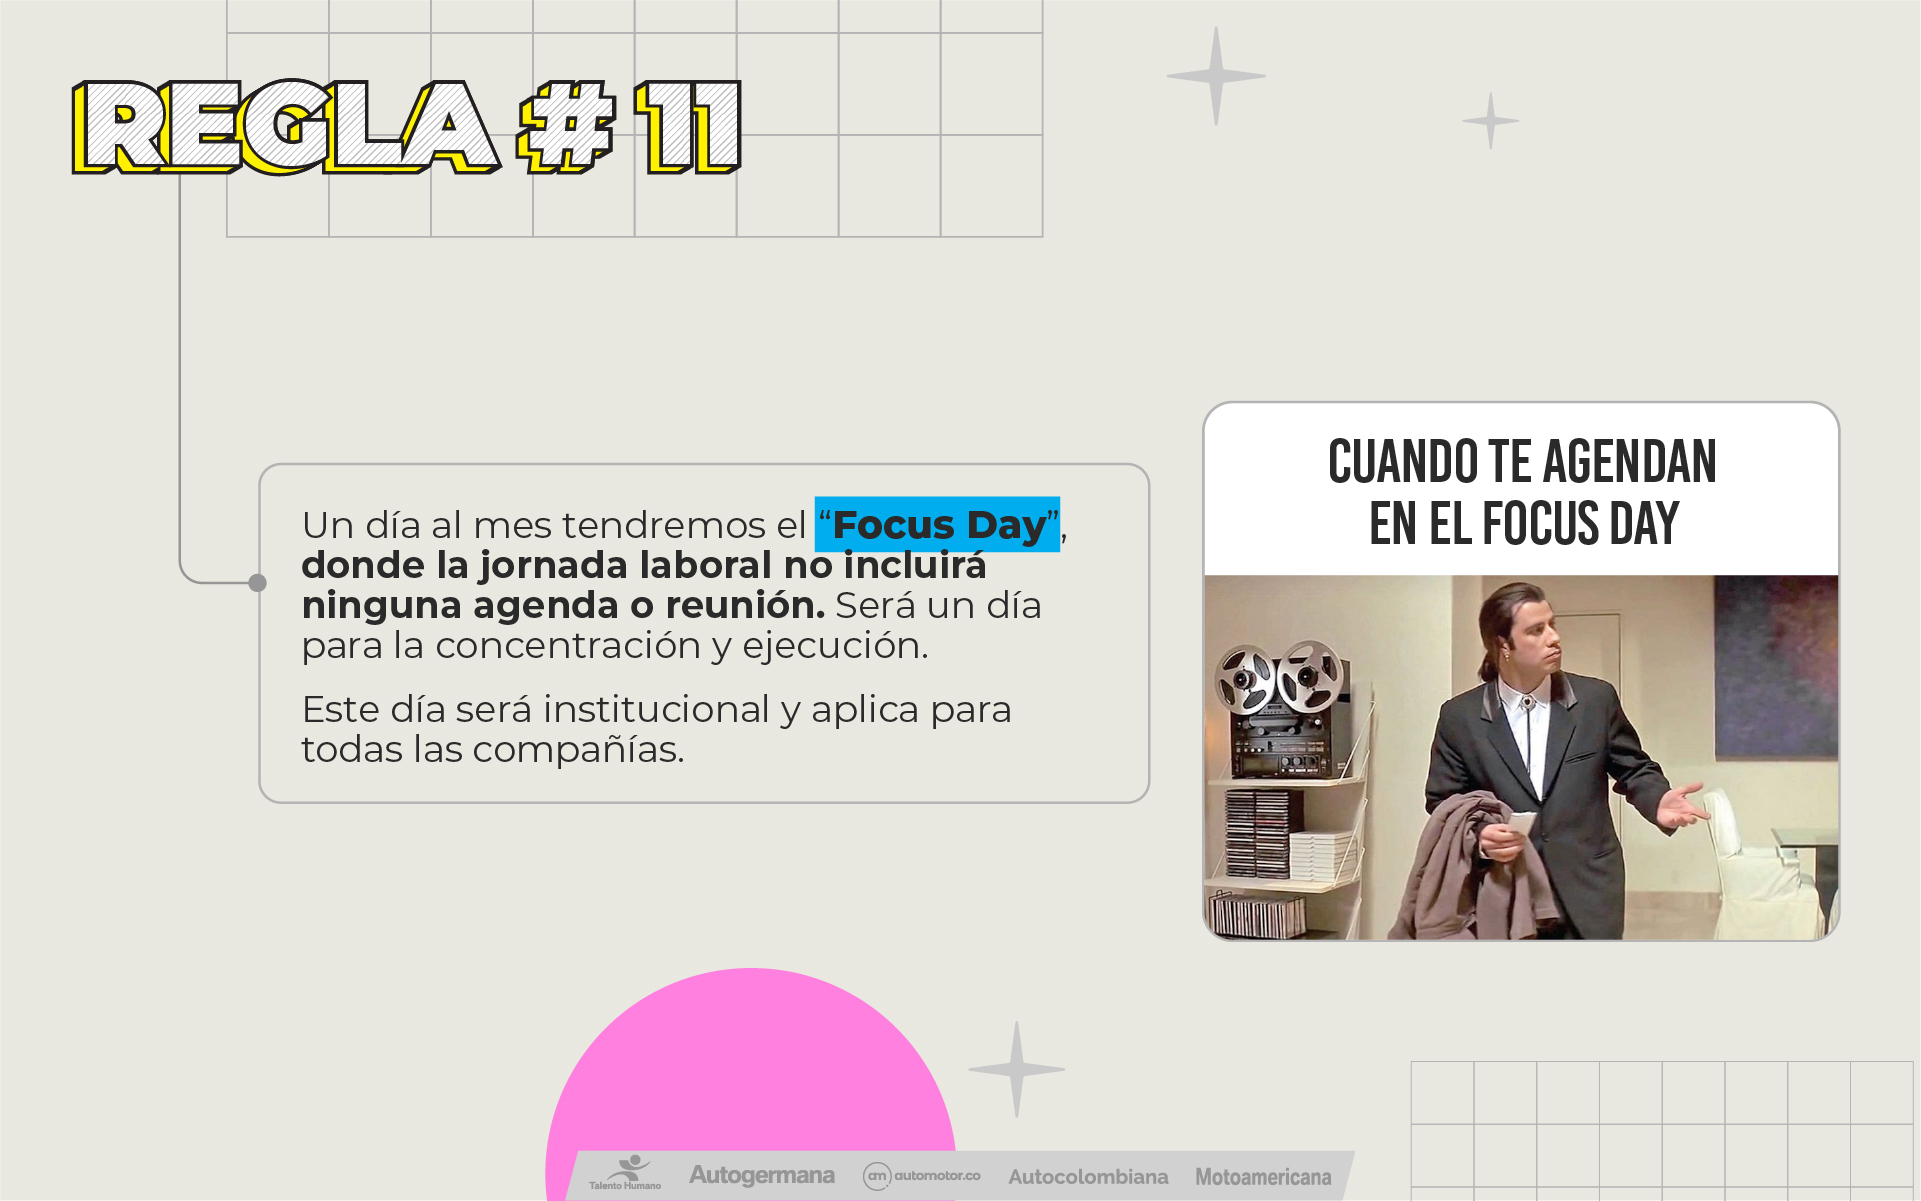 REGLA # 11
Un día al mes tendremos el “Focus Day”,
donde la jornada laboral no incluirá
ninguna agenda o reunión. Será un día
para la concentración y ejecución.
Este día será institucional y aplica para
todas las compañías.
CUANDO TE AGENDAN
EN EL FOCUS DAY
Talento Humano
Autogermana
am automotor.co
Autocolombiana
Motoamericana